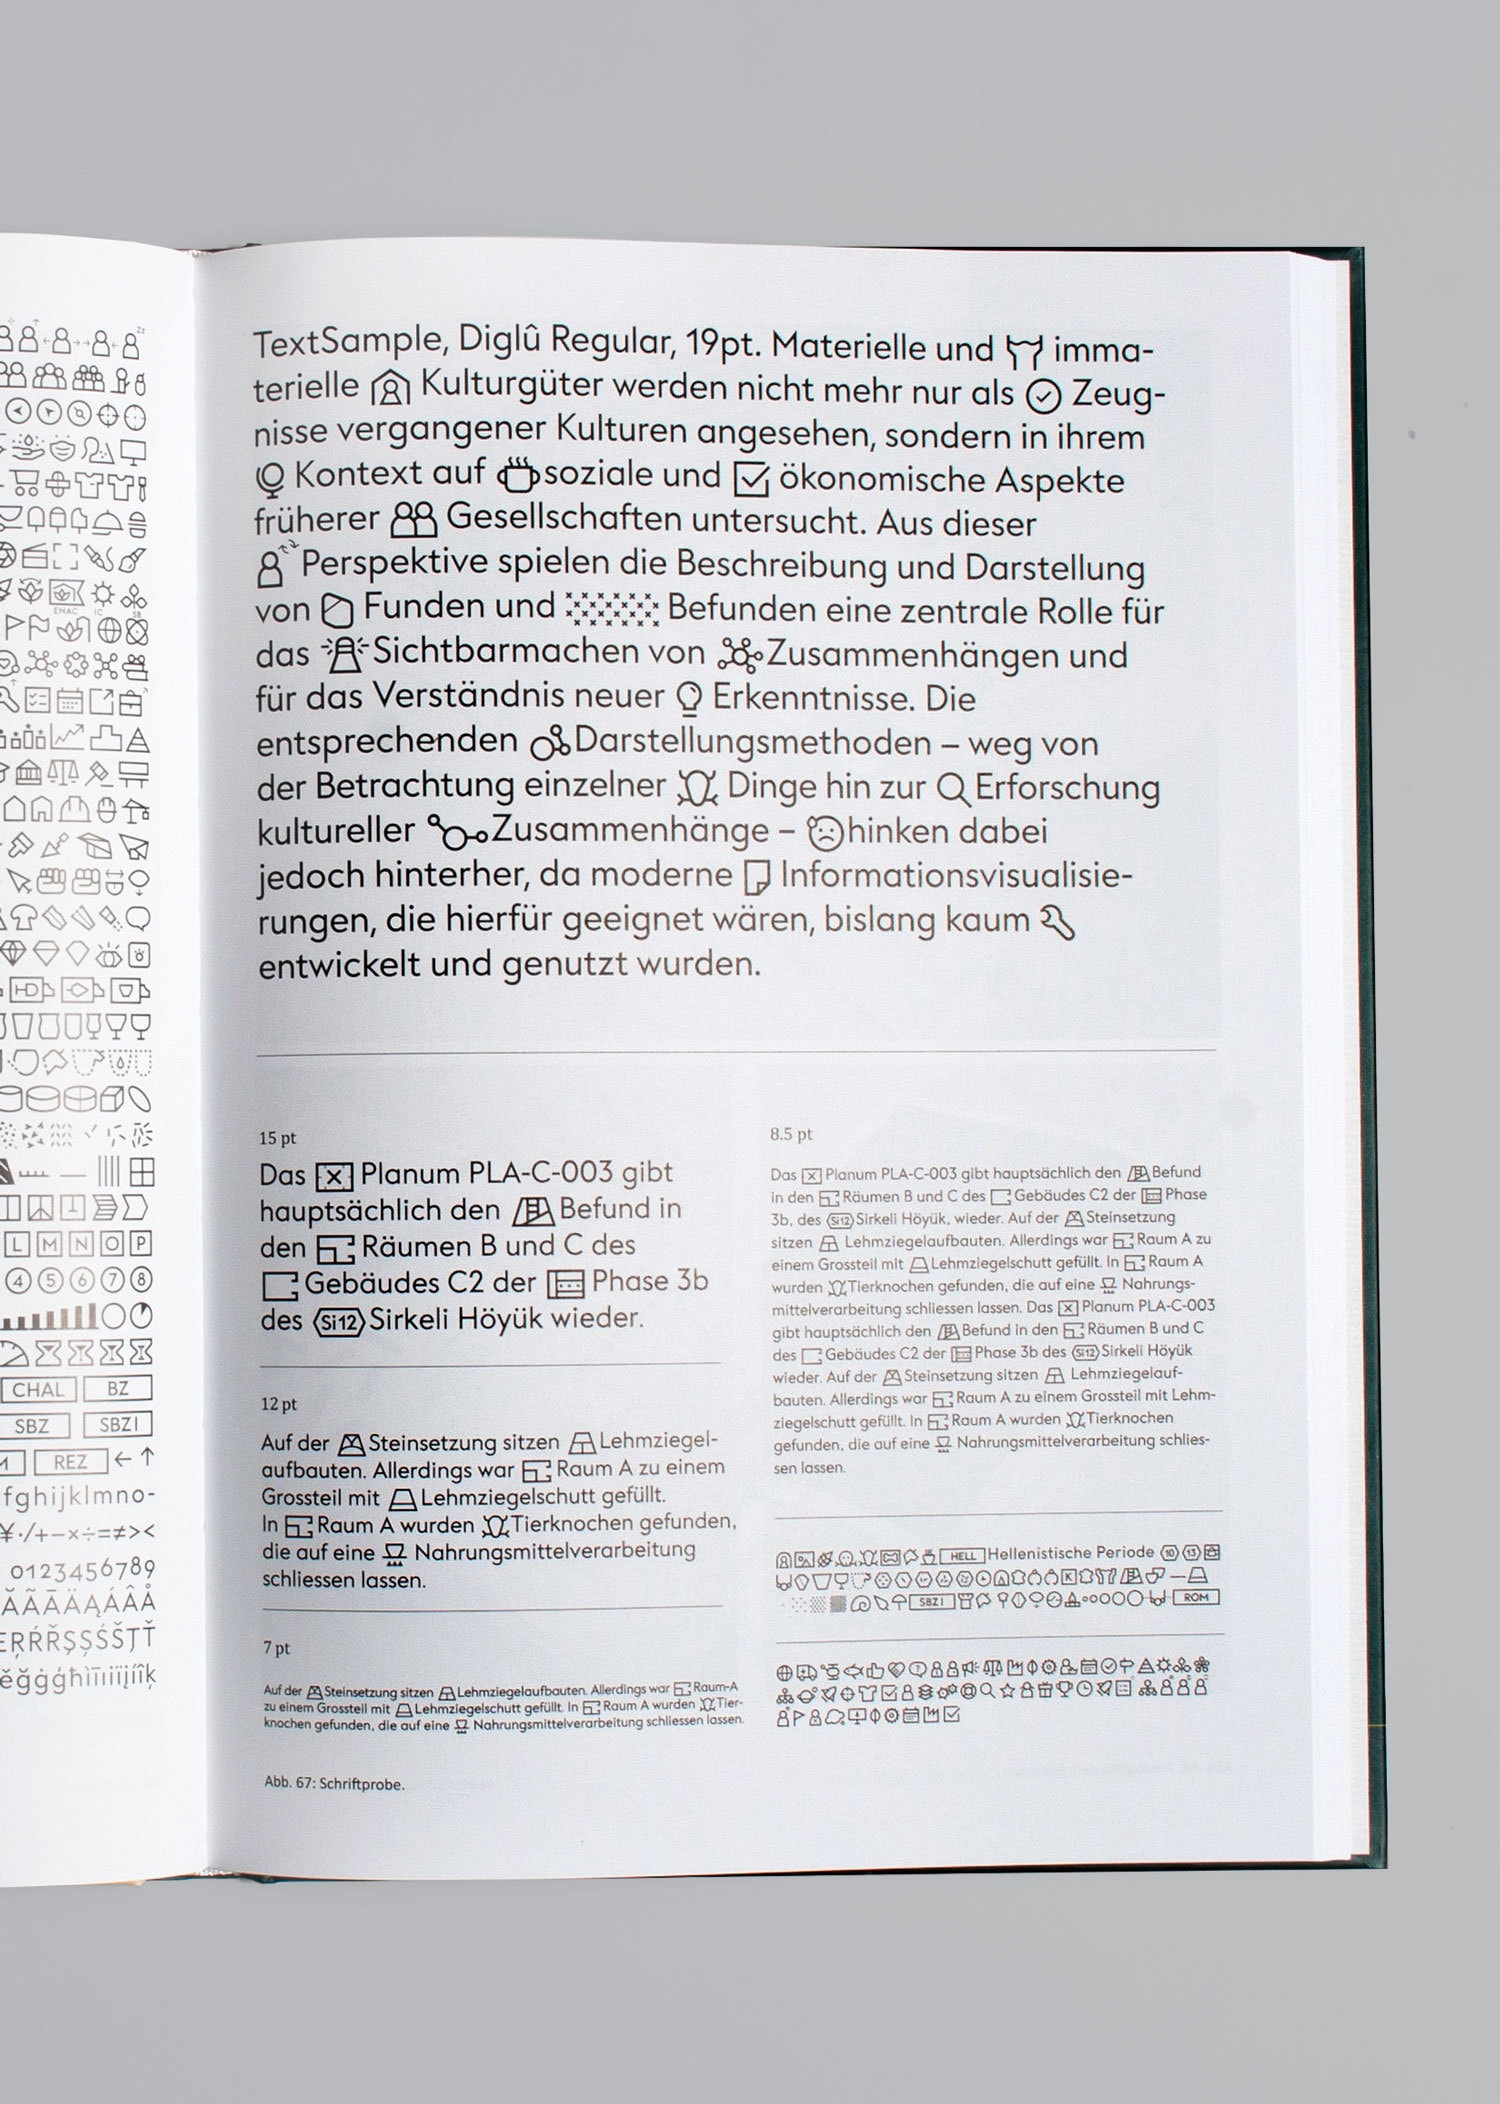 Z z
ENAC IC SB
L M N O P
4 5 6 7 8
CHAL BZ
SBZ SBZ I
REZ ← ↑
fghijklmno-
¥·/+−×÷=≠><
0123456789
TextSample, Diglû Regular, 19pt. Materielle und imma-
terielle Kulturgüter werden nicht mehr nur als Zeug-
nisse vergangener Kulturen angesehen, sondern in ihrem
Kontext auf soziale und ökonomische Aspekte
früherer Gesellschaften untersucht. Aus dieser
Perspektive spielen die Beschreibung und Darstellung
von Funden und Befunden eine zentrale Rolle für
das Sichtbarmachen von Zusammenhängen und
für das Verständnis neuer Erkenntnisse. Die
entsprechenden Darstellungsmethoden – weg von
der Betrachtung einzelner Dinge hin zur Erforschung
kultureller Zusammenhänge – hinken dabei
jedoch hinterher, da moderne Informationsvisualisie-
rungen, die hierfür geeignet wären, bislang kaum
entwickelt und genutzt wurden.
15 pt
Das Planum PLA-C-003 gibt
hauptsächlich den Befund in
den Räumen B und C des
Gebäudes C2 der Phase 3b
des Si12 Sirkeli Höyük wieder.
12 pt
Auf der Steinsetzung sitzen Lehmziegel-
aufbauten. Allerdings war Raum A zu einem
Grossteil mit Lehmziegelschutt gefüllt.
In Raum A wurden Tierknochen gefunden,
die auf eine Nahrungsmittelverarbeitung
schliessen lassen.
7 pt
Auf der Steinsetzung sitzen Lehmziegelaufbauten. Allerdings war Raum-A
zu einem Grossteil mit Lehmziegelschutt gefüllt. In Raum A wurden Tier-
knochen gefunden, die auf eine Nahrungsmittelverarbeitung schliessen lassen.
Abb. 67: Schriftprobe.
8.5 pt
Das Planum PLA-C-003 gibt hauptsächlich den Befund
in den Räumen B und C des Gebäudes C2 der Phase
3b, des Si12 Sirkeli Höyük, wieder. Auf der Steinsetzung
sitzen Lehmziegelaufbauten. Allerdings war Raum A zu
einem Grossteil mit Lehmziegelschutt gefüllt. In Raum A
wurden Tierknochen gefunden, die auf eine Nahrungs-
mittelverarbeitung schliessen lassen. Das Planum PLA-C-003
gibt hauptsächlich den Befund in den Räumen B und C
des Gebäudes C2 der Phase 3b des Si12 Sirkeli Höyük
wieder. Auf der Steinsetzung sitzen Lehmziegelauf-
bauten. Allerdings war Raum A zu einem Grossteil mit Lehm-
ziegelschutt gefüllt. In Raum A wurden Tierknochen
gefunden, die auf eine Nahrungsmittelverarbeitung schlies-
sen lassen.
HELL Hellenistische Periode 10 13
K
SBZ I ROM